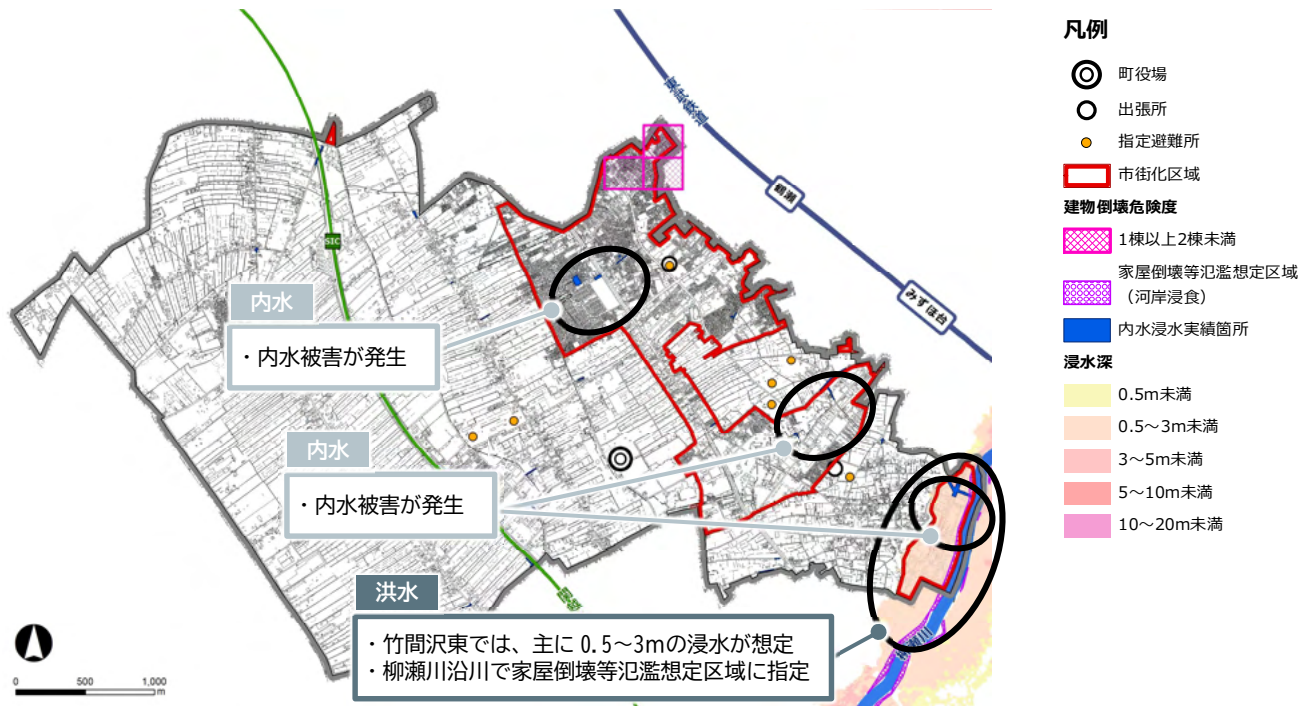 東武鉄道
鶴瀬
みずほ台
SIC
内水
・内水被害が発生
内水
・内水被害が発生
洪水
・竹間沢東では、主に0.5～3mの浸水が想定
・柳瀬川沿川で家屋倒壊等氾濫想定区域に指定
0 500 1,000
m
凡例
町役場
出張所
指定避難所
市街化区域
建物倒壊危険度
1棟以上2棟未満
家屋倒壊等氾濫想定区域
（河岸浸食）
内水浸水実績箇所
浸水深
0.5m未満
0.5～3m未満
3～5m未満
5～10m未満
10～20m未満